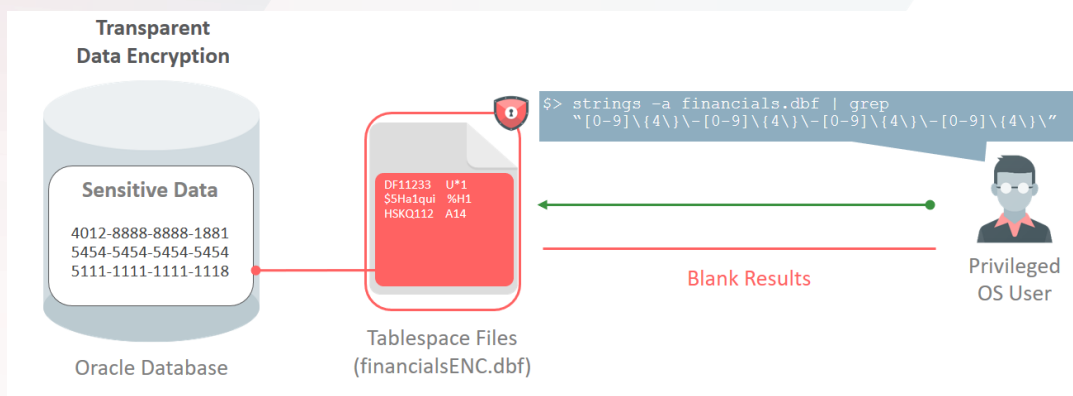 Transparent
Data Encryption
Sensitive Data
4012-8888-8888-1881
5454-5454-5454-5454
5111-1111-1111-1118
Oracle Database
DF11233 U*1
$5Ha1qui %H1
HSKQ112 A14
Tablespace Files
(financialsENC.dbf)
$> strings -a financials.dbf | grep
"[0-9]\{4\}\-[0-9]\{4\}\-[0-9]\{4\}\-[0-9]\{4\}\"
Blank Results
Privileged
OS User